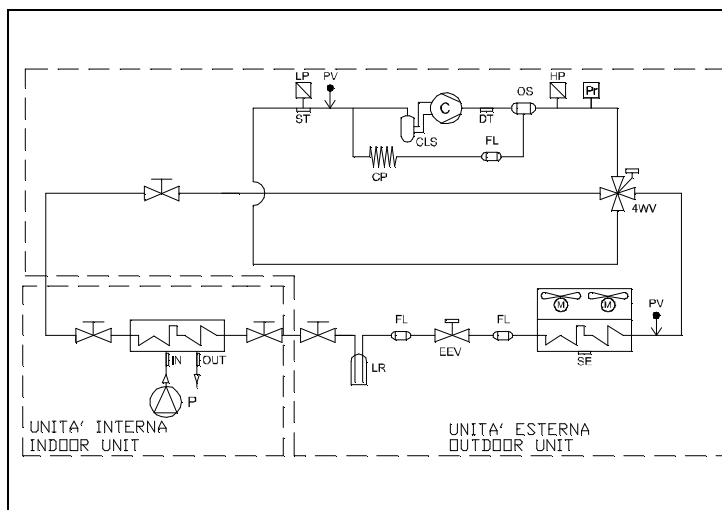 LP PV HP Pr
OS
ST C DT
CLS FL
CP
4WV
M M
FL FL PV
EEV
IN OUT LR SE
P
UNITA' INTERNA
INDOOR UNIT
UNITA' ESTERNA
OUTDOOR UNIT